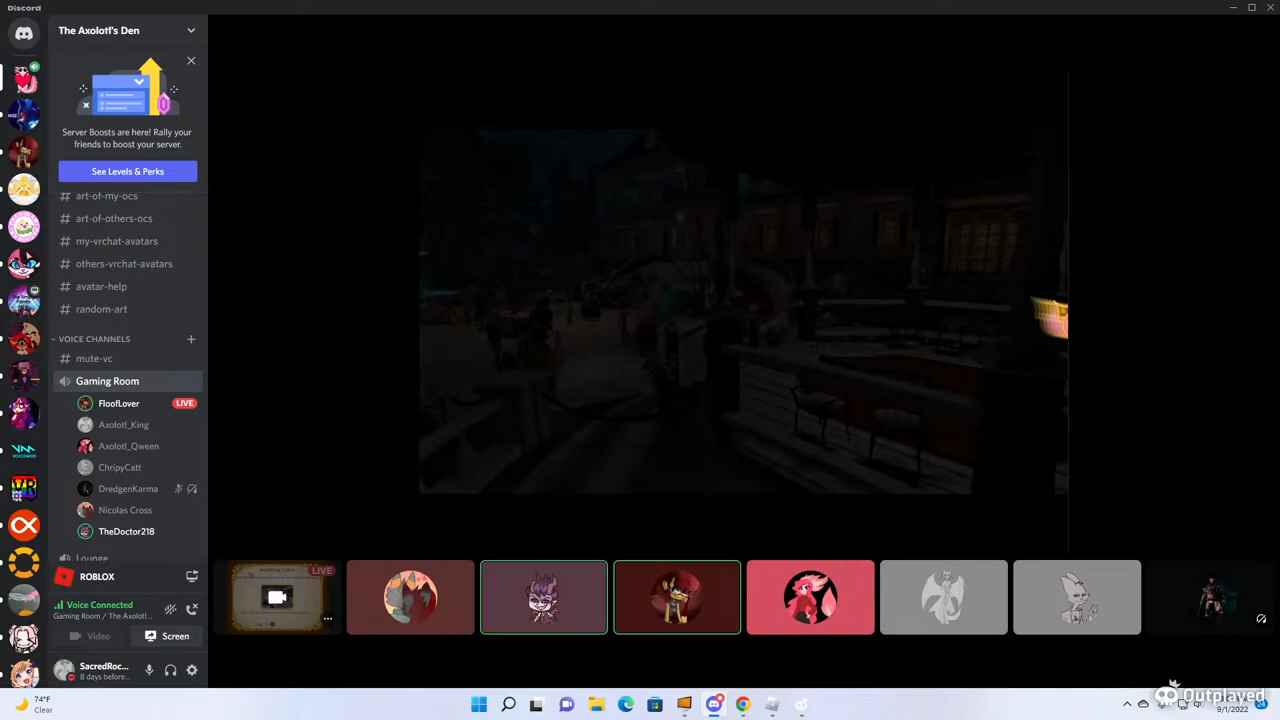 Discord
The Axolotl's Den
Server Boosts are here! Rally your
friends to boost your server.
See Levels & Perks
# art-of-my-ocs
# art-of-others-ocs
# my-vrchat-avatars
# others-vrchat-avatars
# avatar-help
# random-art
VOICE CHANNELS
# mute-vc
Gaming Room
FloofLover LIVE
Axolotl_King
Axolotl_Qween
ChripyCatt
DredgenKarma
Nicolas Cross
TheDoctor218
Lounge
ROBLOX
Voice Connected
Gaming Room / The Axolotl...
Video
Screen
SacredRoc...
8 days before...
LIVE
74°F
Clear
Outplayed
9/1/2022